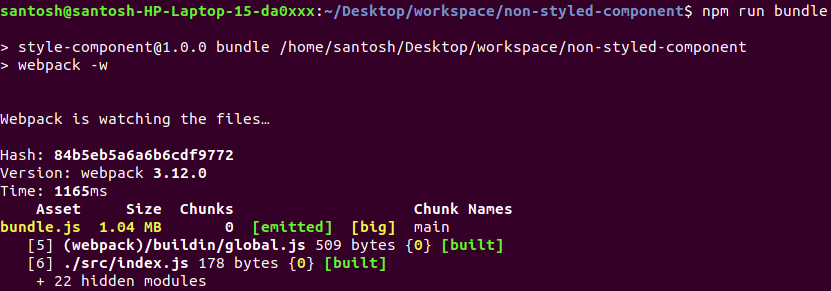 santosh@santosh-HP-Laptop-15-da0xxx:~/Desktop/workspace/non-styled-component$ npm run bundle
> style-component@1.0.0 bundle /home/santosh/Desktop/workspace/non-styled-component
> webpack -w
Webpack is watching the files…
Hash: 84b5eb5a6a6b6cdf9772
Version: webpack 3.12.0
Time: 1165ms
Asset Size Chunks Chunk Names
bundle.js 1.04 MB 0 [emitted] [big] main
[5] (webpack)/buildin/global.js 509 bytes {0} [built]
[6] ./src/index.js 178 bytes {0} [built]
+ 22 hidden modules